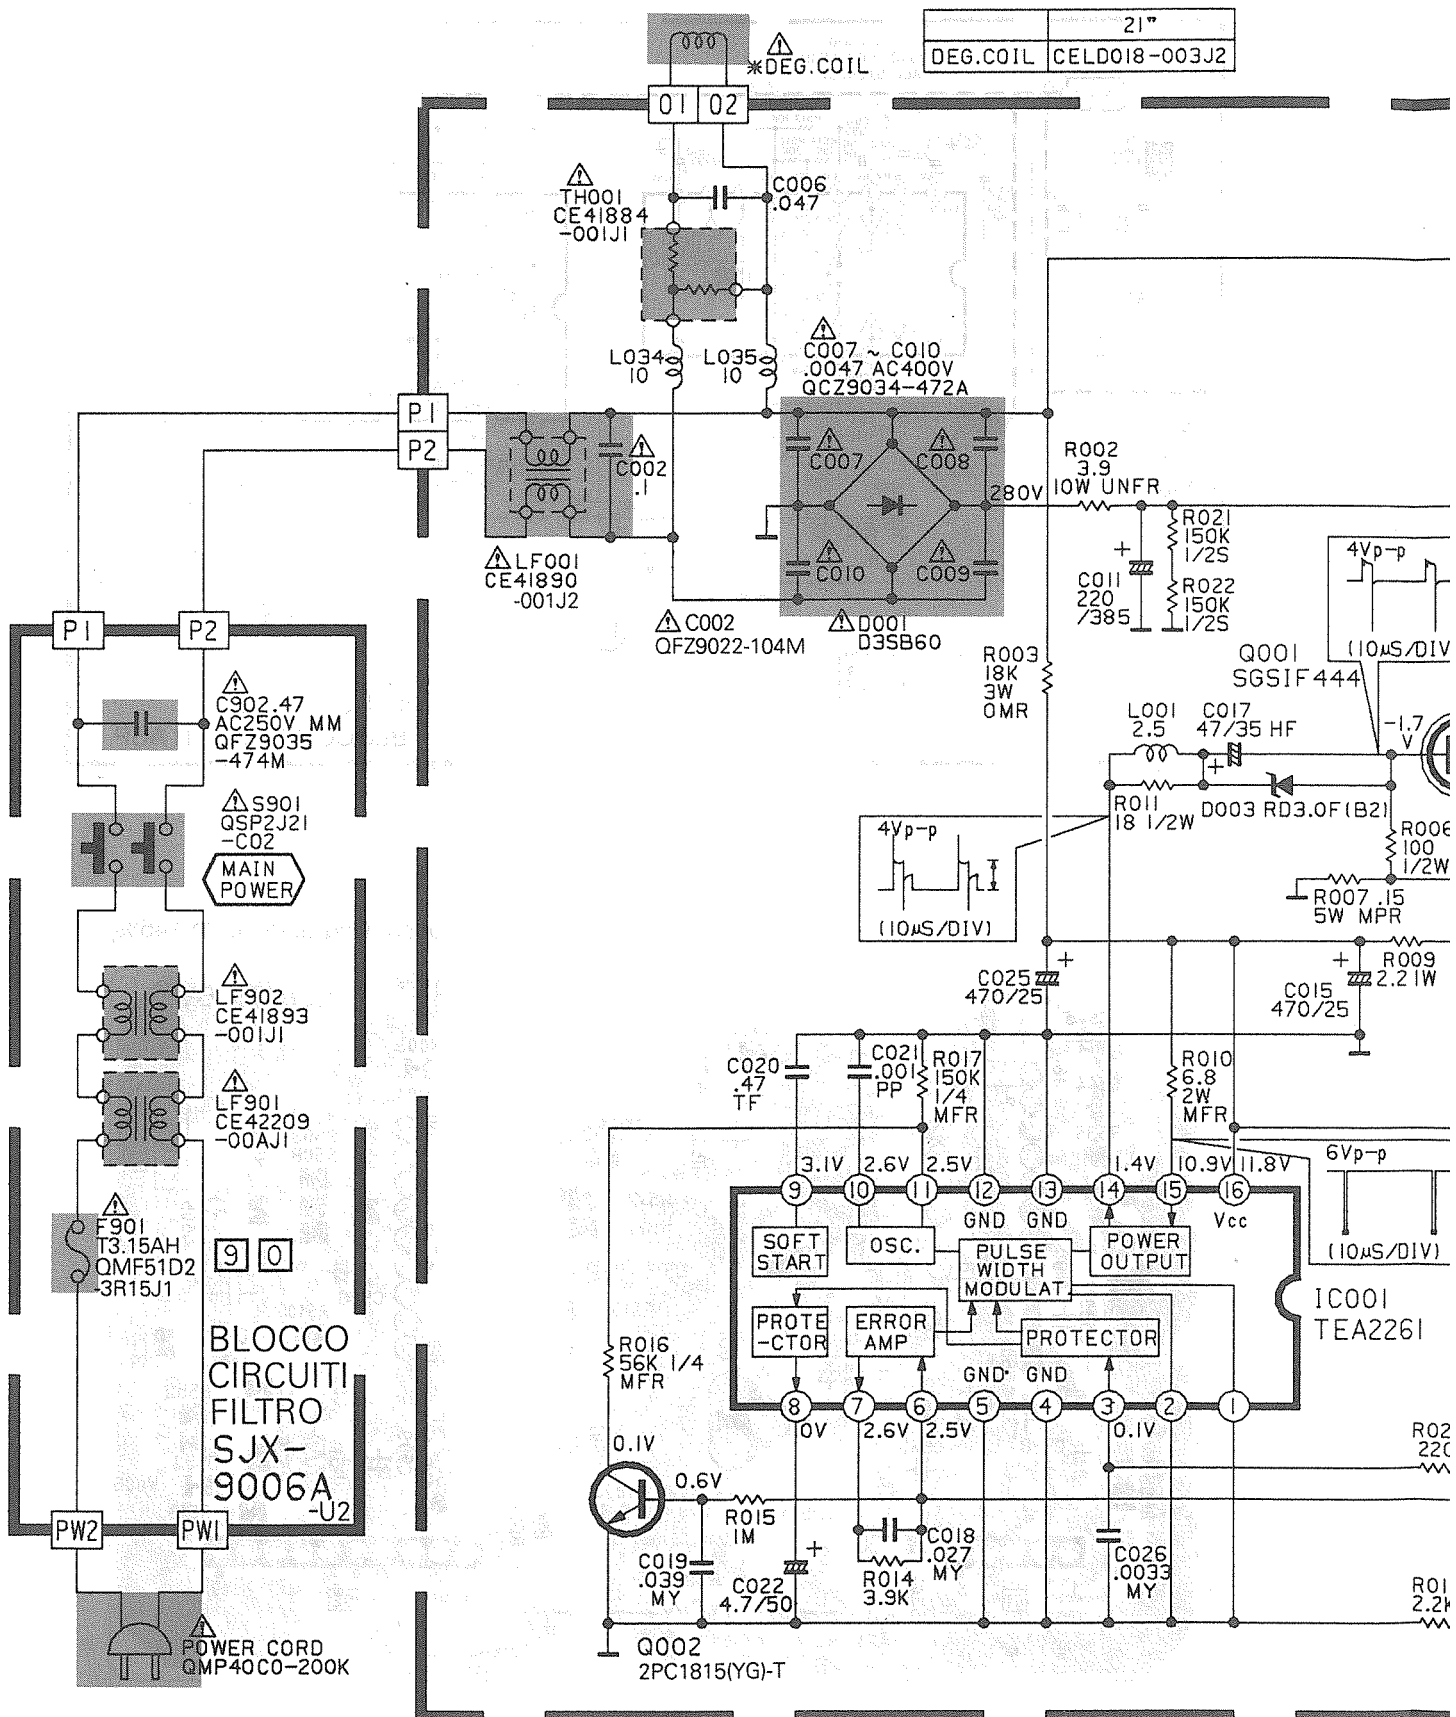 21"
DEG.COIL CELD018-003J2
※DEG.COIL
01 02
TH001
CE41884
-001J1
C006
.047
L034
10
L035
10
C007 ~ C010
.0047 AC400V
QCZ9034-472A
P1
P2
C002
.1
C007
C008
C010
C009
280V
R002
3.9
10W UNFR
R021
150K
1/2S
R022
150K
1/2S
C011
220
/385
4Vp-p
(10µS/DIV
LF001
CE41890
-001J2
C002
QFZ9022-104M
D001
D3SB60
P1
P2
R003
18K
3W
OMR
Q001
SGSIF444
C902.47
AC250V MM
QFZ9035
-474M
L001
2.5
C017
47/35 HF
-1.7
V
R011
18 1/2W
D003 RD3.0F(B2)
R006
100
1/2W
S901
QSP2J21
-C02
MAIN
POWER
4Vp-p
(10µS/DIV)
R007 .15
5W MPR
R009
2.21W
C025
470/25
C015
470/25
LF902
CE41893
-001J1
C020
.47
TF
C021
.001
PP
R017
150K
1/4
MFR
R010
6.8
2W
MFR
LF901
CE42209
-00AJ1
3.1V 2.6V 2.5V 1.4V 10.9V 11.8V
6Vp-p
(10µS/DIV)
9 10 11 12 13 14 15 16
GND GND Vcc
F901
T3.15AH
QMF51D2
-3R15J1
9 0
SOFT
START
OSC.
PULSE
WIDTH
MODULAT.
POWER
OUTPUT
IC001
TEA2261
PROTE
-CTOR
ERROR
AMP
PROTECTOR
GND GND
8 7 6 5 4 3 2 1
0V 2.6V 2.5V 0.1V
BLOCCO
CIRCUITI
FILTRO
SJX-
9006A
-U2
R016
56K 1/4
MFR
0.1V
0.6V
R02
220
PW2
PW1
R015
1M
C019
.039
MY
C022
4.7/50
C018
.027
MY
R014
3.9K
C026
.0033
MY
R01
2.2K
POWER CORD
QMP40C0-200K
Q002
2PC1815(YG)-T